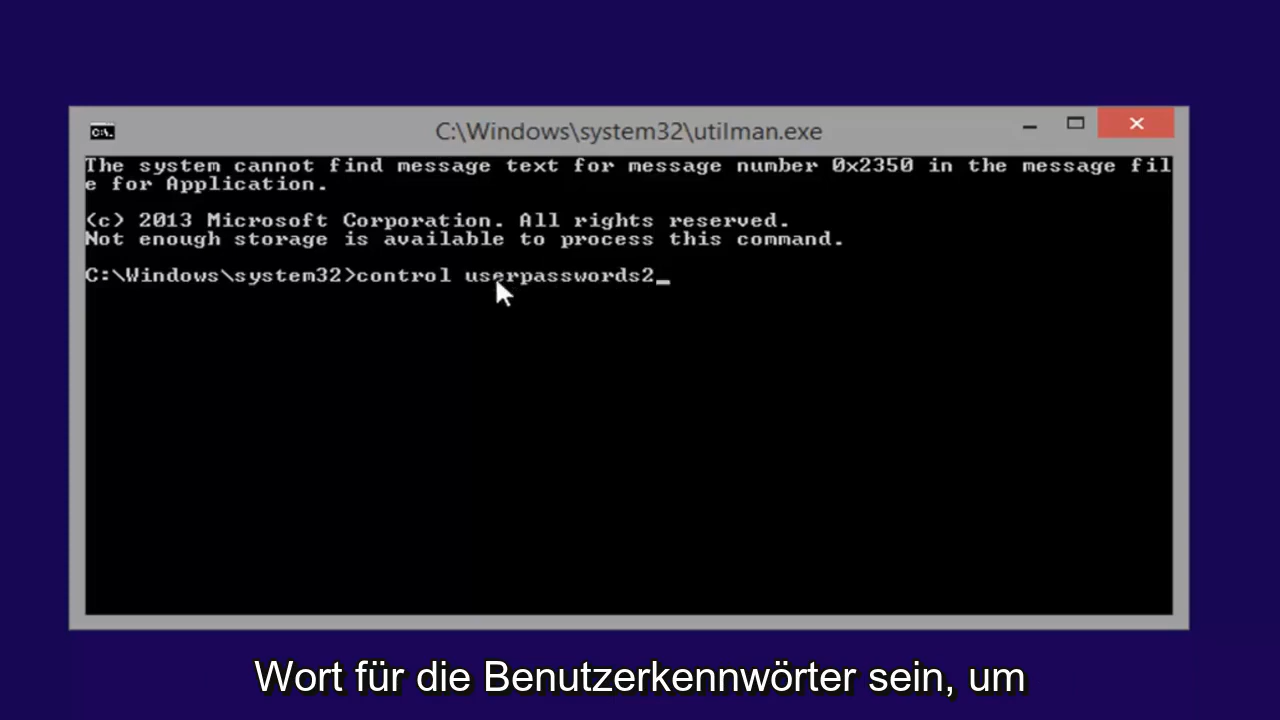 C:\Windows\system32\utilman.exe
The system cannot find message text for message number 0x2350 in the message fil
e for Application.
(c) 2013 Microsoft Corporation. All rights reserved.
Not enough storage is available to process this command.
C:\Windows\system32>control userpasswords2_
Wort für die Benutzerkennwörter sein, um